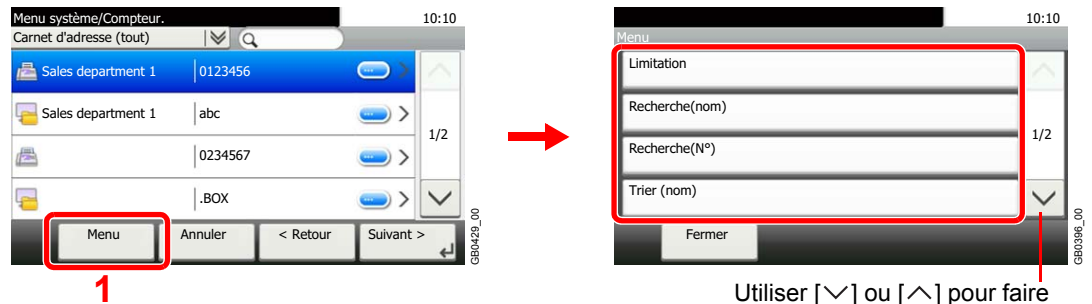 Menu système/Compteur.
10:10
Carnet d'adresse (tout)
Sales department 1 0123456
Sales department 1 abc
0234567
.BOX
1/2
Menu Annuler < Retour Suivant >
GB0429_00
1
10:10
Menu
Limitation
Recherche(nom)
Recherche(N°)
Trier (nom)
1/2
Fermer
GB0396_00
Utiliser [∨] ou [∧] pour faire